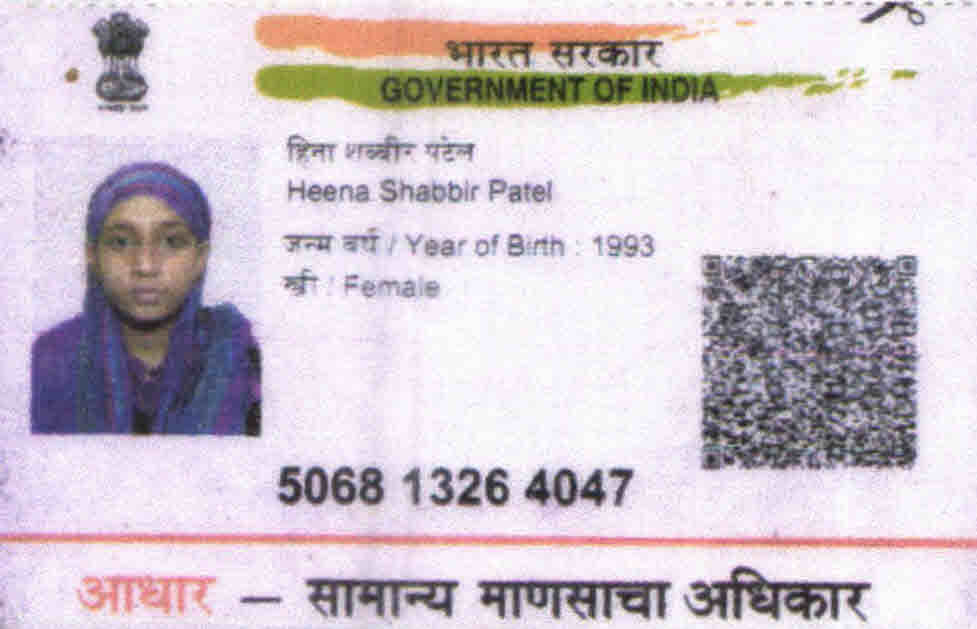 भारत सरकार
GOVERNMENT OF INDIA
हिना शब्बीर पटेल
Heena Shabbir Patel
जन्म वर्ष / Year of Birth : 1993
स्त्री / Female
5068 1326 4047
आधार — सामान्य माणसाचा अधिकार